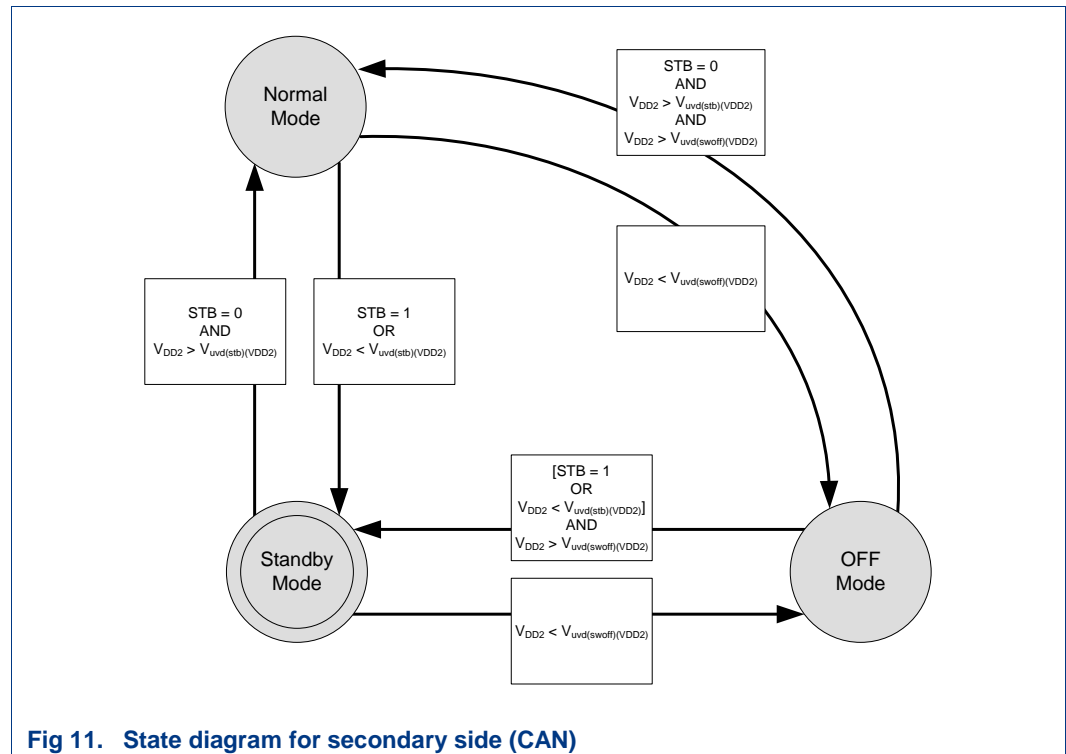 Normal
Mode
STB = 0
AND
VDD2 > Vuvd(stb)(VDD2)
AND
VDD2 > Vuvd(swoff)(VDD2)
VDD2 < Vuvd(swoff)(VDD2)
STB = 0
AND
VDD2 > Vuvd(stb)(VDD2)
STB = 1
OR
VDD2 < Vuvd(stb)(VDD2)
[STB = 1
OR
VDD2 < Vuvd(stb)(VDD2)]
AND
VDD2 > Vuvd(swoff)(VDD2)
Standby
Mode
OFF
Mode
VDD2 < Vuvd(swoff)(VDD2)
Fig 11. State diagram for secondary side (CAN)